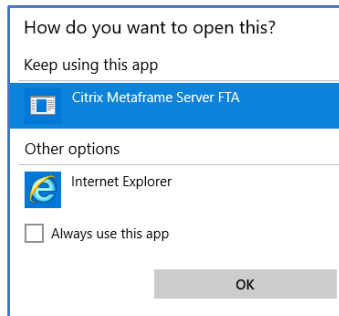 How do you want to open this?
Keep using this app
Citrix Metaframe Server FTA
Other options
Internet Explorer
Always use this app
OK